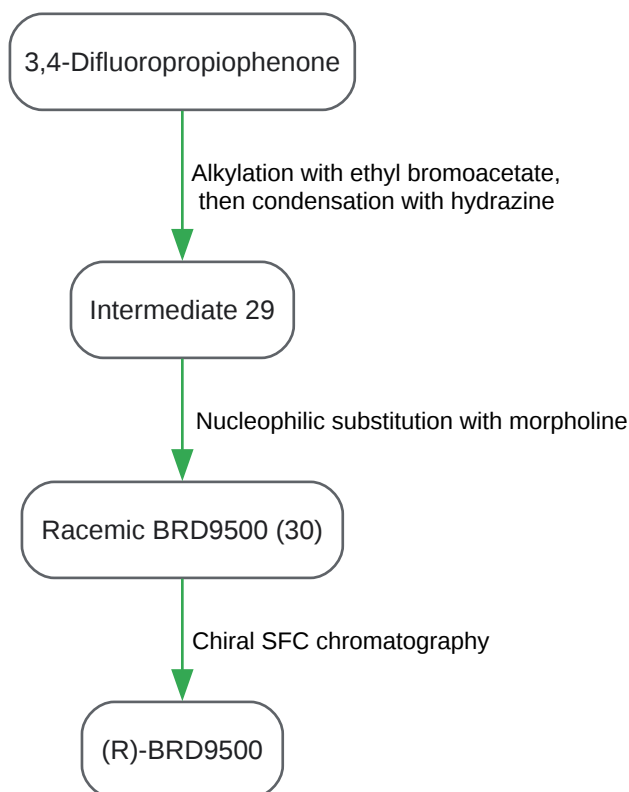 3,4-Difluoropropiophenone
Alkylation with ethyl bromoacetate,
then condensation with hydrazine
Intermediate 29
Nucleophilic substitution with morpholine
Racemic BRD9500 (30)
Chiral SFC chromatography
(R)-BRD9500